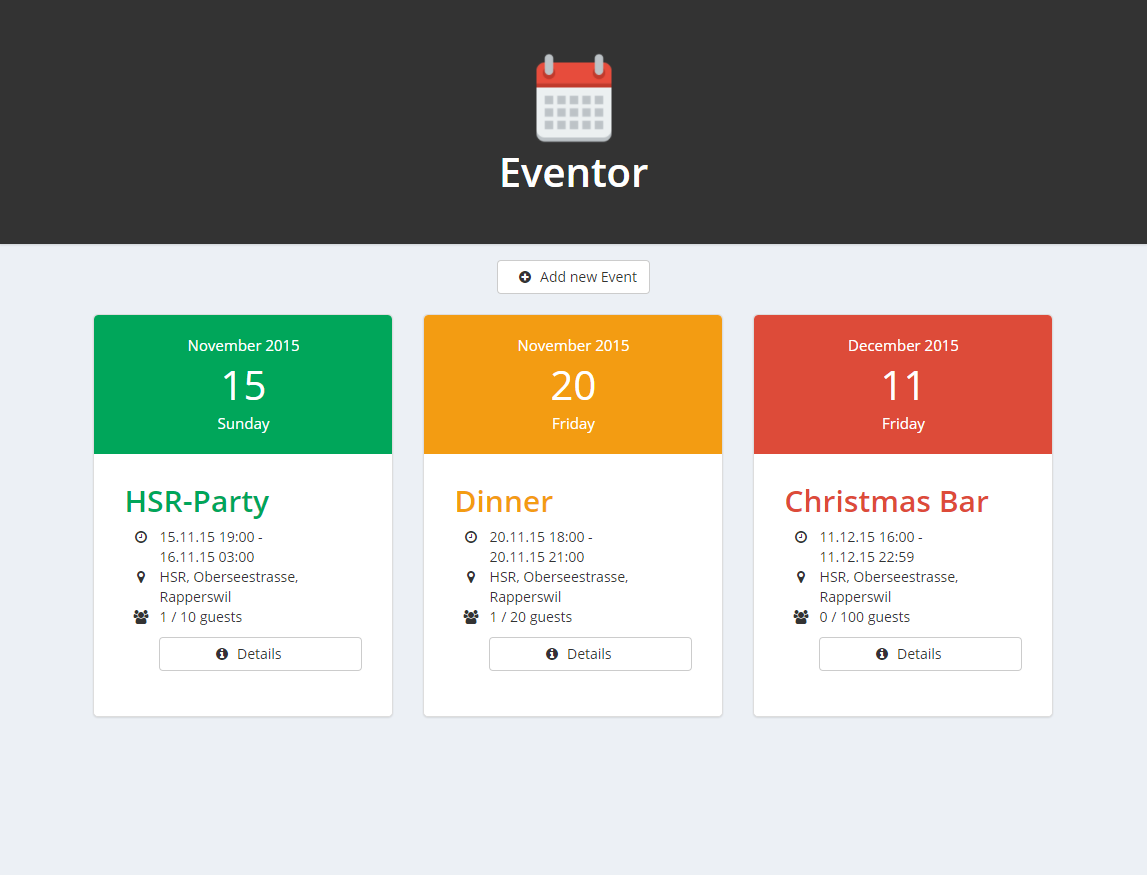 Eventor
Add new Event
November 2015
15
Sunday
HSR-Party
15.11.15 19:00 -
16.11.15 03:00
HSR, Oberseestrasse,
Rapperswil
1 / 10 guests
Details
November 2015
20
Friday
Dinner
20.11.15 18:00 -
20.11.15 21:00
HSR, Oberseestrasse,
Rapperswil
1 / 20 guests
Details
December 2015
11
Friday
Christmas Bar
11.12.15 16:00 -
11.12.15 22:59
HSR, Oberseestrasse,
Rapperswil
0 / 100 guests
Details